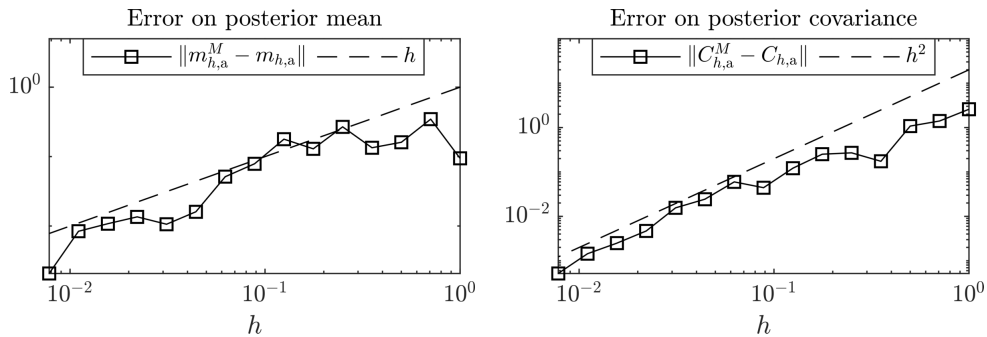 Error on posterior mean
‖m_{h,a}^M − m_{h,a}‖ h
10^0
10^{-2} 10^{-1} 10^0
h
Error on posterior covariance
‖C_{h,a}^M − C_{h,a}‖ h^2
10^0
10^{-2}
10^{-2} 10^{-1} 10^0
h